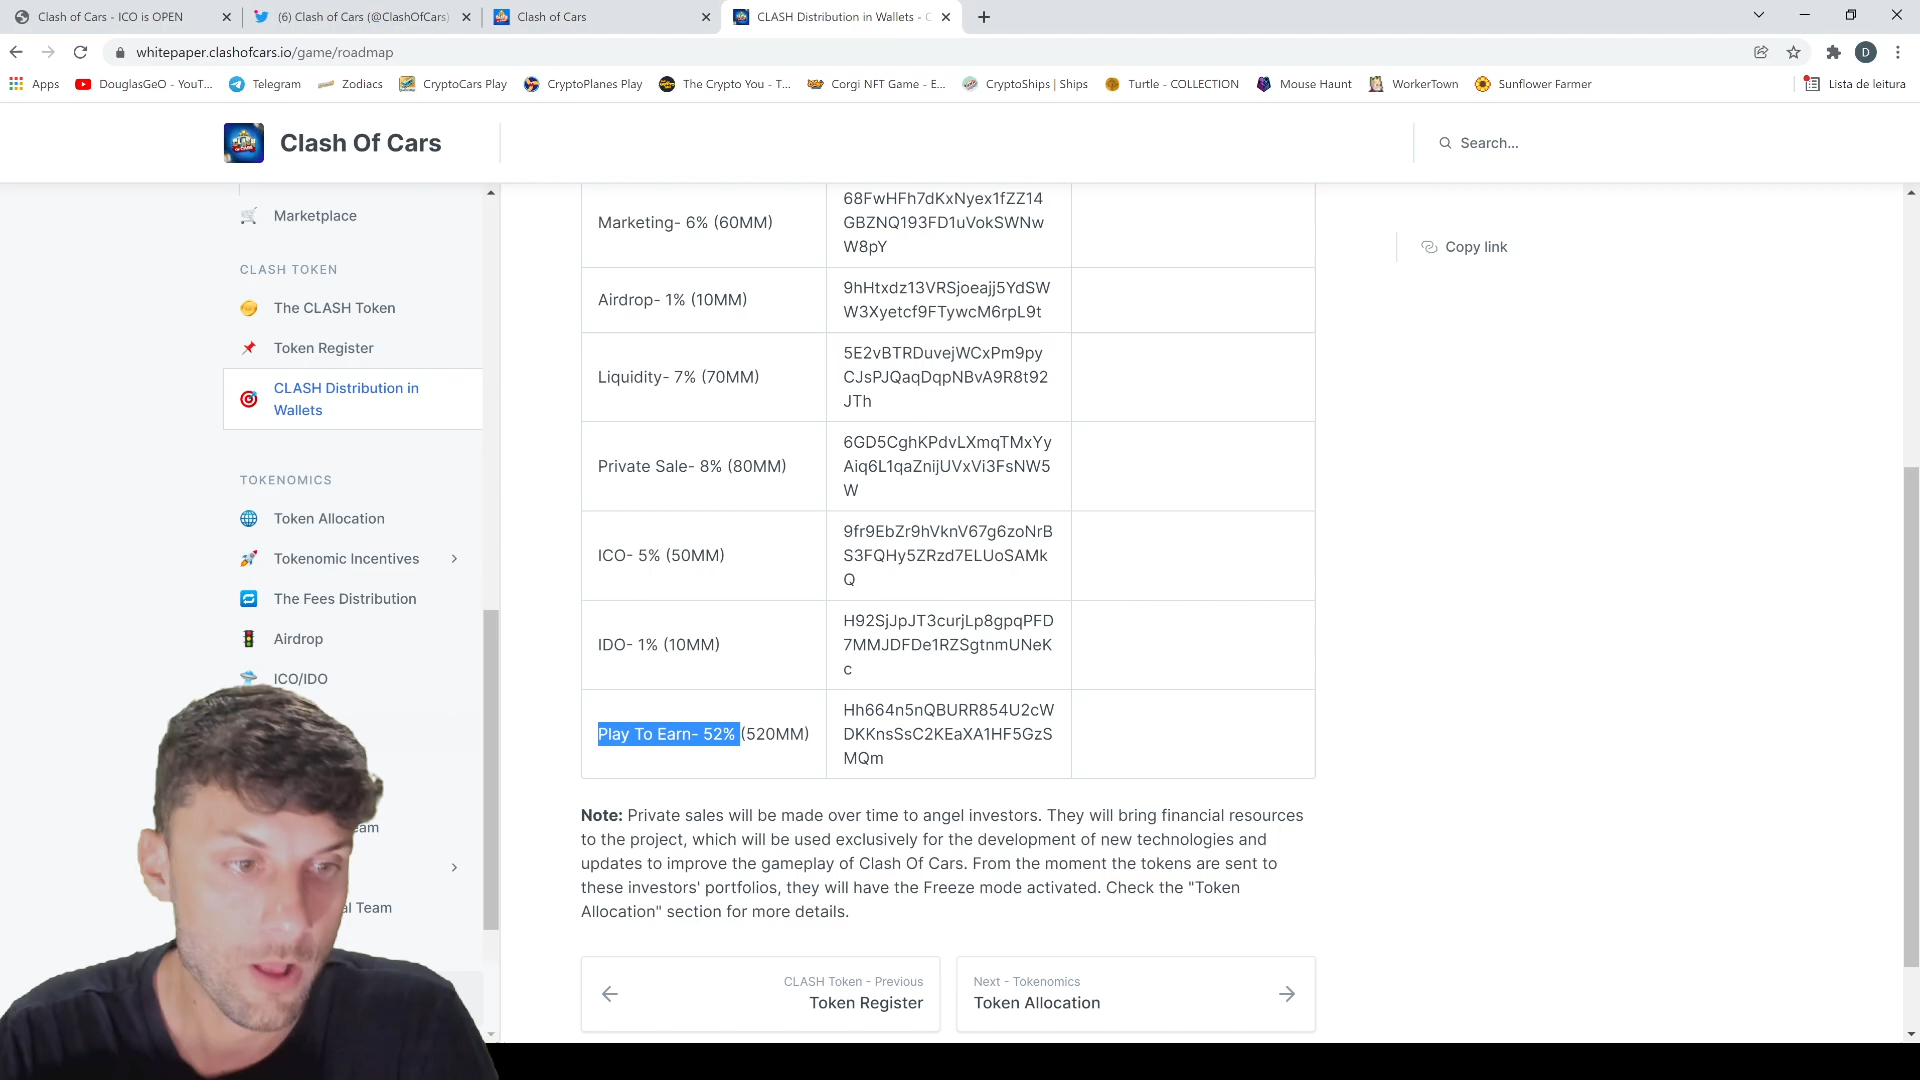 Clash of Cars - ICO is OPEN
(6) Clash of Cars (@ClashOfCars)
Clash of Cars
CLASH Distribution in Wallets - C
whitepaper.clashofcars.io/game/roadmap
D
Apps
DouglasGeO - YouT...
Telegram
Zodiacs
CryptoCars Play
CryptoPlanes Play
The Crypto You - T...
Corgi NFT Game - E...
CryptoShips | Ships
Turtle - COLLECTION
Mouse Haunt
WorkerTown
Sunflower Farmer
Lista de leitura
Clash Of Cars
Search...
Marketplace
CLASH TOKEN
The CLASH Token
Token Register
CLASH Distribution in
Wallets
TOKENOMICS
Token Allocation
Tokenomic Incentives
The Fees Distribution
Airdrop
ICO/IDO
eam
al Team
Marketing- 6% (60MM)
68FwHFh7dKxNyex1fZZ14
GBZNQ193FD1uVokSWNw
W8pY
Airdrop- 1% (10MM)
9hHtxdz13VRSjoeajj5YdSW
W3Xyetcf9FTywcM6rpL9t
Liquidity- 7% (70MM)
5E2vBTRDuvejWCxPm9py
CJsPJQaqDqpNBvA9R8t92
JTh
Private Sale- 8% (80MM)
6GD5CghKPdvLXmqTMxYy
Aiq6L1qaZnijUVxVi3FsNW5
W
ICO- 5% (50MM)
9fr9EbZr9hVknV67g6zoNrB
S3FQHy5ZRzd7ELUoSAMk
Q
IDO- 1% (10MM)
H92SjJpJT3curjLp8gpqPFD
7MMJDFDe1RZSgtnmUNeK
c
Play To Earn- 52% (520MM)
Hh664n5nQBURR854U2cW
DKKnsSsC2KEaXA1HF5GzS
MQm
Note: Private sales will be made over time to angel investors. They will bring financial resources
to the project, which will be used exclusively for the development of new technologies and
updates to improve the gameplay of Clash Of Cars. From the moment the tokens are sent to
these investors' portfolios, they will have the Freeze mode activated. Check the "Token
Allocation" section for more details.
CLASH Token - Previous
Token Register
Next - Tokenomics
Token Allocation
Copy link